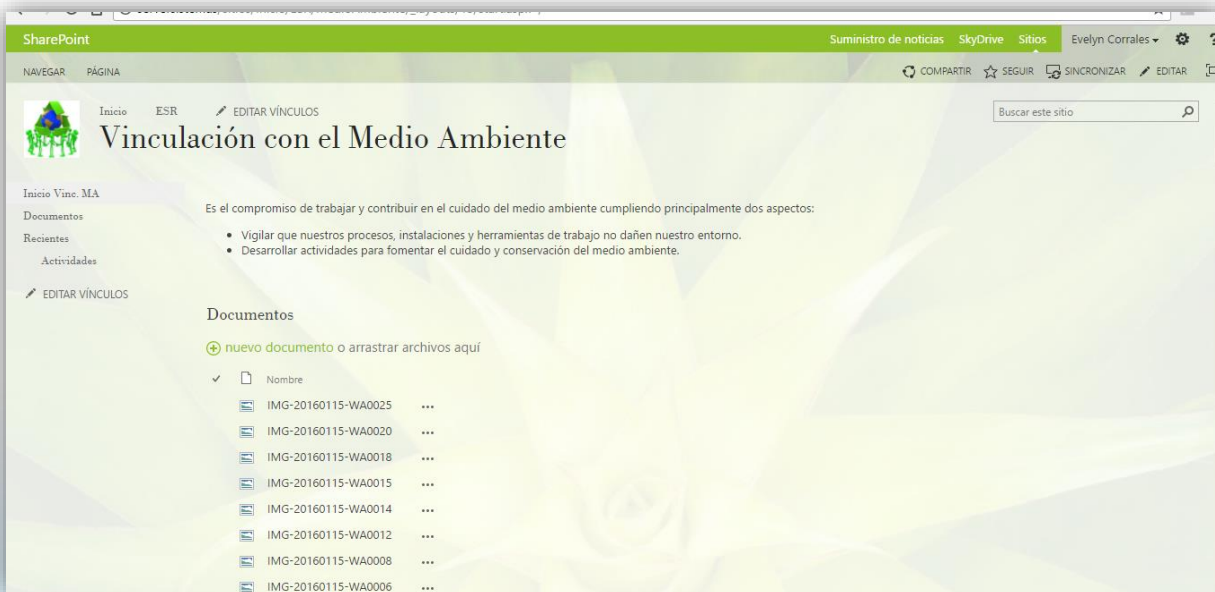 SharePoint
Suministro de noticias SkyDrive Sitios Evelyn Corrales ?
NAVEGAR PÁGINA
COMPARTIR SEGUIR SINCRONIZAR EDITAR
Inicio ESR EDITAR VÍNCULOS
Buscar este sitio
Vinculación con el Medio Ambiente
Inicio Vinc. MA
Documentos
Recientes
Actividades
EDITAR VÍNCULOS
Es el compromiso de trabajar y contribuir en el cuidado del medio ambiente cumpliendo principalmente dos aspectos:
• Vigilar que nuestros procesos, instalaciones y herramientas de trabajo no dañen nuestro entorno.
• Desarrollar actividades para fomentar el cuidado y conservación del medio ambiente.
Documentos
nuevo documento o arrastrar archivos aquí
Nombre
IMG-20160115-WA0025 ...
IMG-20160115-WA0020 ...
IMG-20160115-WA0018 ...
IMG-20160115-WA0015 ...
IMG-20160115-WA0014 ...
IMG-20160115-WA0012 ...
IMG-20160115-WA0008 ...
IMG-20160115-WA0006 ...